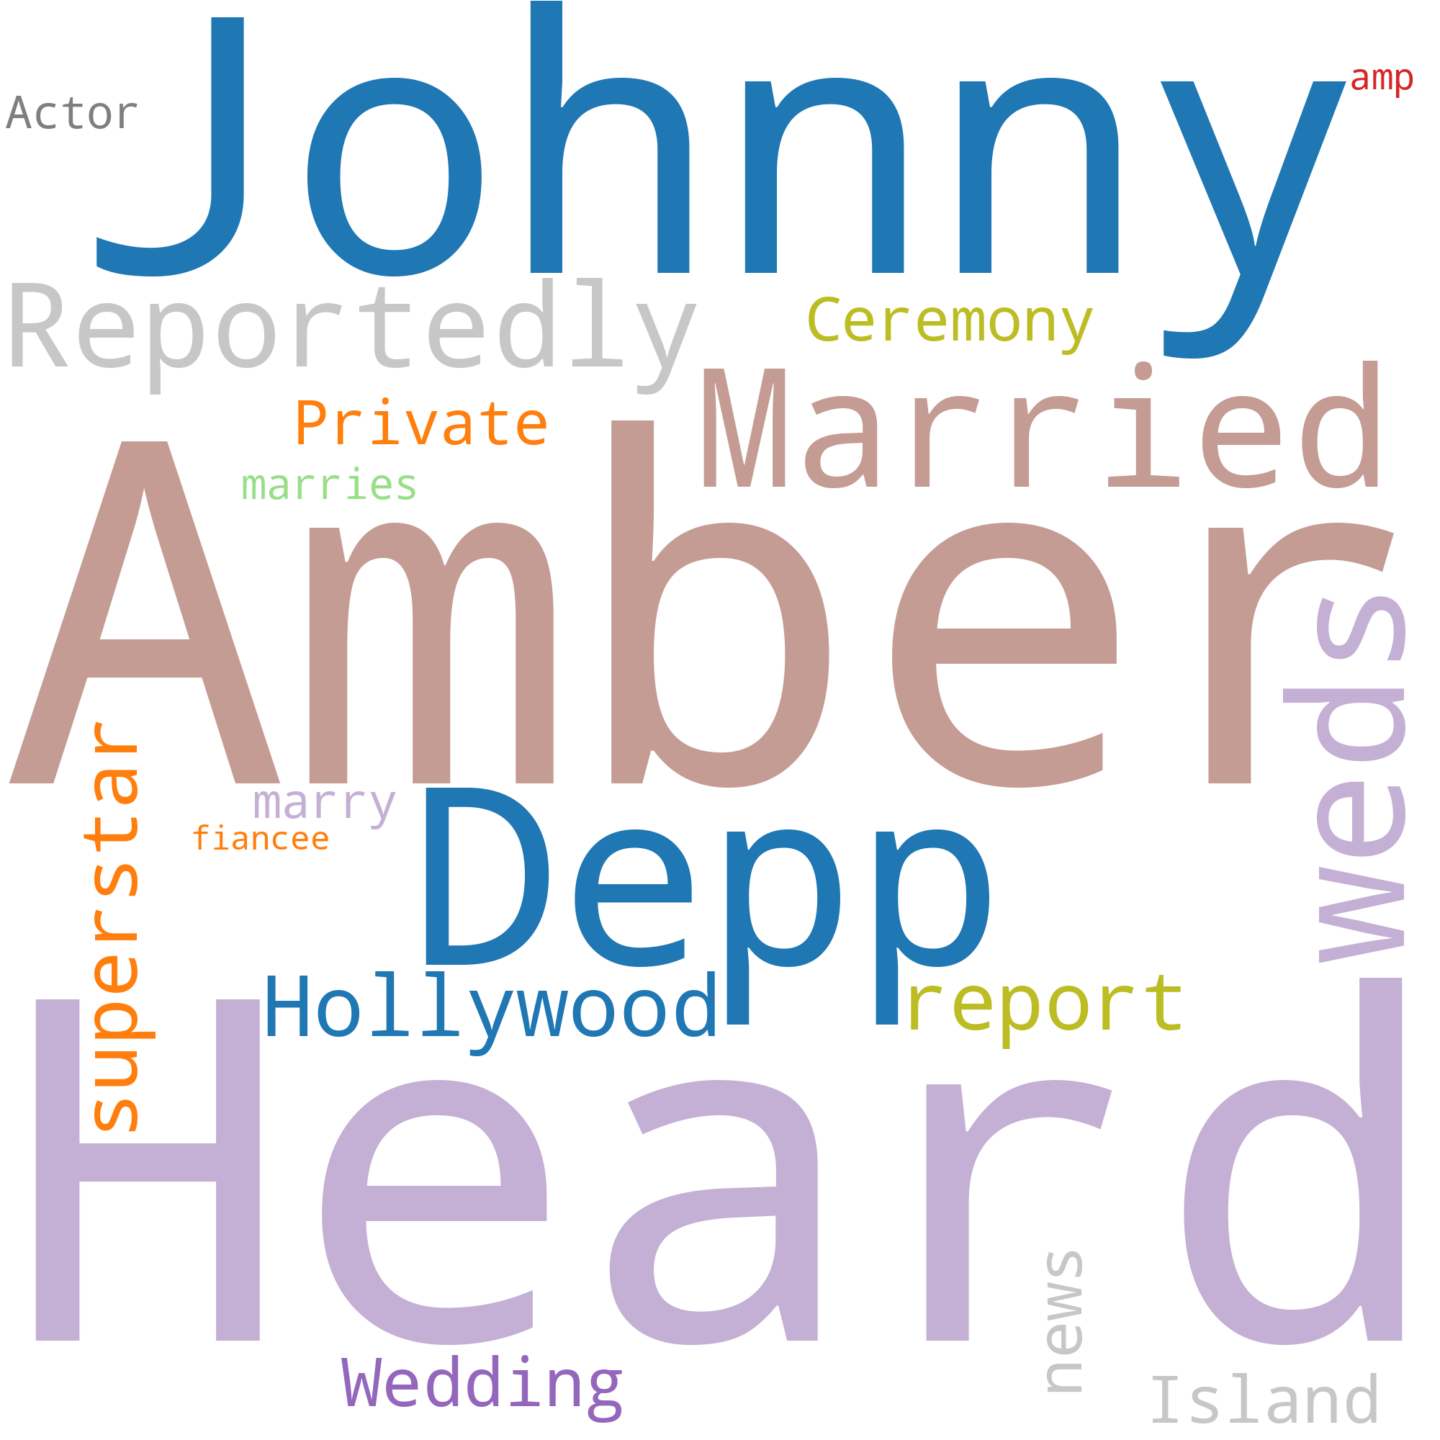 Johnny
amp
Actor
Reportedly
Ceremony
Married
Private
marries
Amber
weds
superstar
marry
fiancee
Depp
Hollywood
report
Heard
news
Wedding
Island